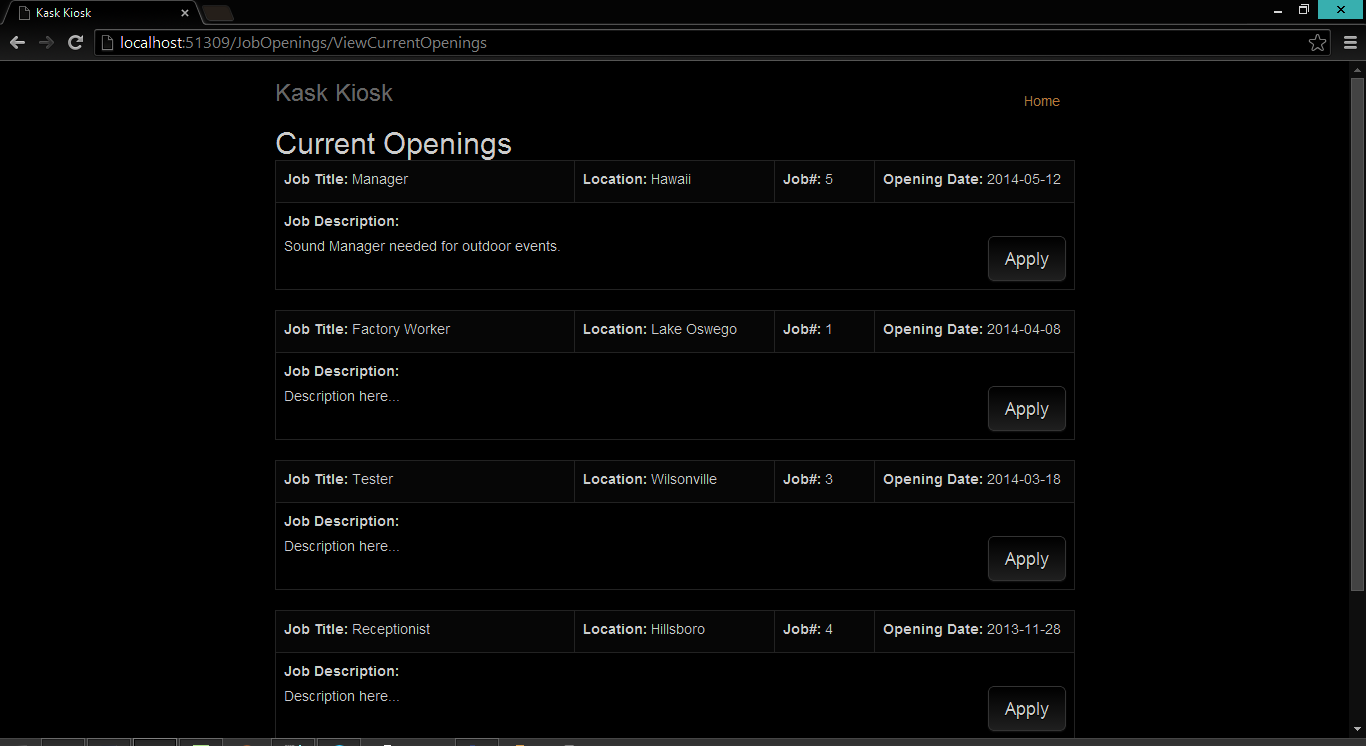 Kask Kiosk
localhost:51309/JobOpenings/ViewCurrentOpenings
Kask Kiosk
Home
Current Openings
Job Title: Manager Location: Hawaii Job#: 5 Opening Date: 2014-05-12
Job Description:
Sound Manager needed for outdoor events.
Apply
Job Title: Factory Worker Location: Lake Oswego Job#: 1 Opening Date: 2014-04-08
Job Description:
Description here...
Apply
Job Title: Tester Location: Wilsonville Job#: 3 Opening Date: 2014-03-18
Job Description:
Description here...
Apply
Job Title: Receptionist Location: Hillsboro Job#: 4 Opening Date: 2013-11-28
Job Description:
Description here...
Apply